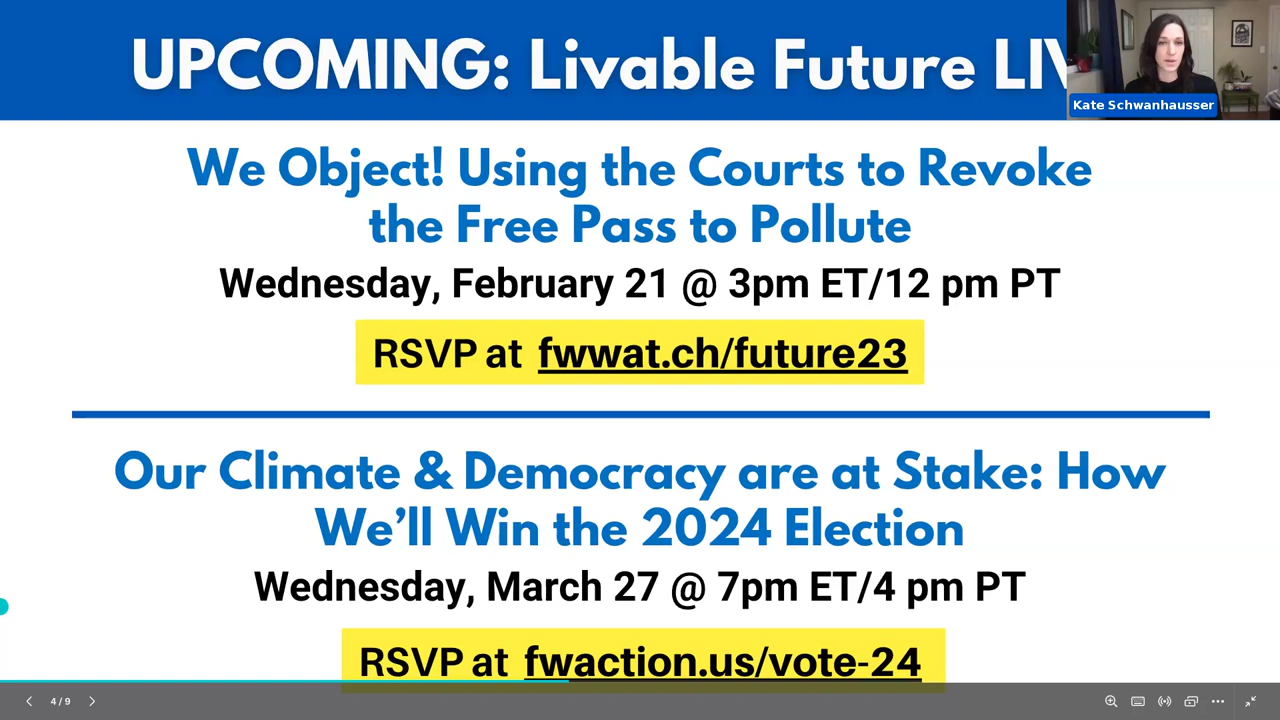 UPCOMING: Livable Future LIV
Kate Schwanhausser
We Object! Using the Courts to Revoke
the Free Pass to Pollute
Wednesday, February 21 @ 3pm ET/12 pm PT
RSVP at fwwat.ch/future23
Our Climate & Democracy are at Stake: How
We’ll Win the 2024 Election
Wednesday, March 27 @ 7pm ET/4 pm PT
RSVP at fwaction.us/vote-24
4 / 9